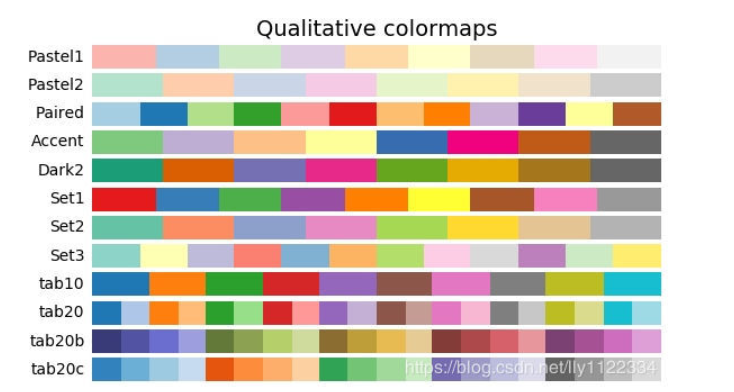 Qualitative colormaps
Pastel1
Pastel2
Paired
Accent
Dark2
Set1
Set2
Set3
tab10
tab20
tab20b
tab20c
https://blog.csdn.net/lly1122334